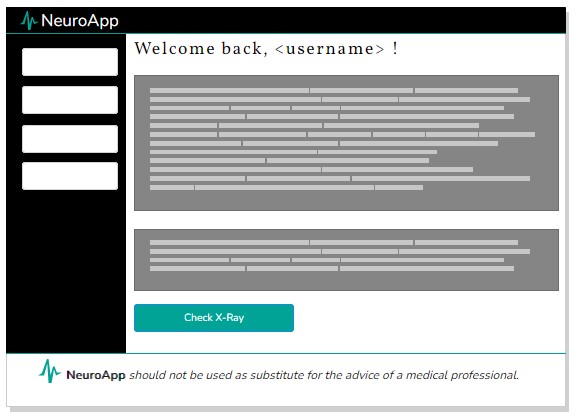 NeuroApp
Welcome back, <username> !
Check X-Ray
NeuroApp should not be used as substitute for the advice of a medical professional.